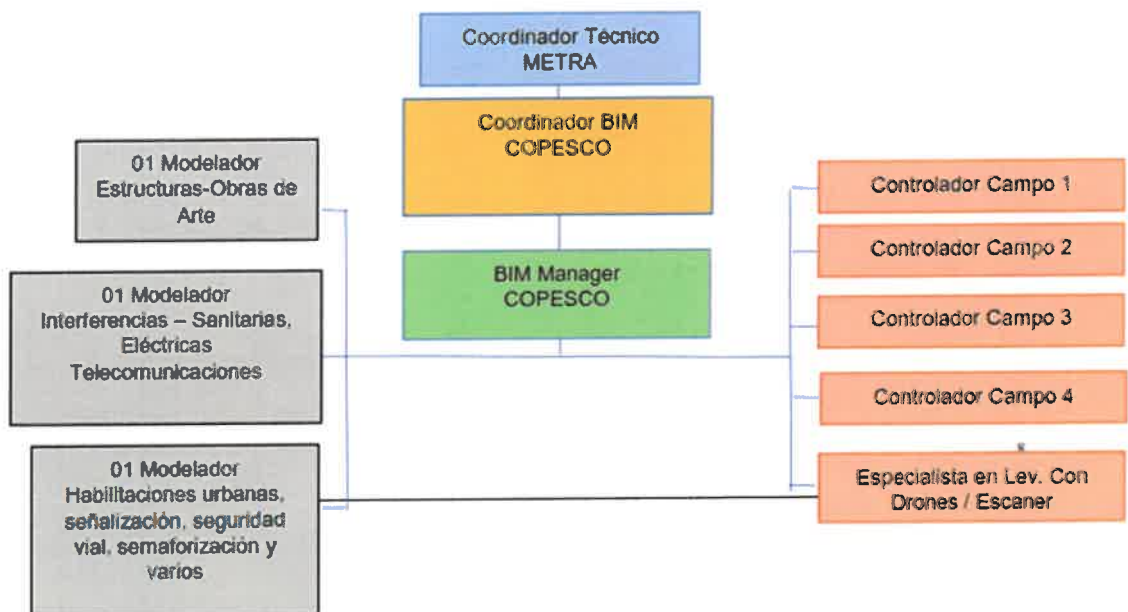 Coordinador Técnico
METRA
Coordinador BIM
COPESCO
BIM Manager
COPESCO
01 Modelador
Estructuras-Obras de
Arte
01 Modelador
Interferencias – Sanitarias,
Eléctricas
Telecomunicaciones
01 Modelador
Habilitaciones urbanas,
señalización, seguridad
vial, semaforización y
varios
Controlador Campo 1
Controlador Campo 2
Controlador Campo 3
Controlador Campo 4
Especialista en Lev. Con
Drones / Escaner